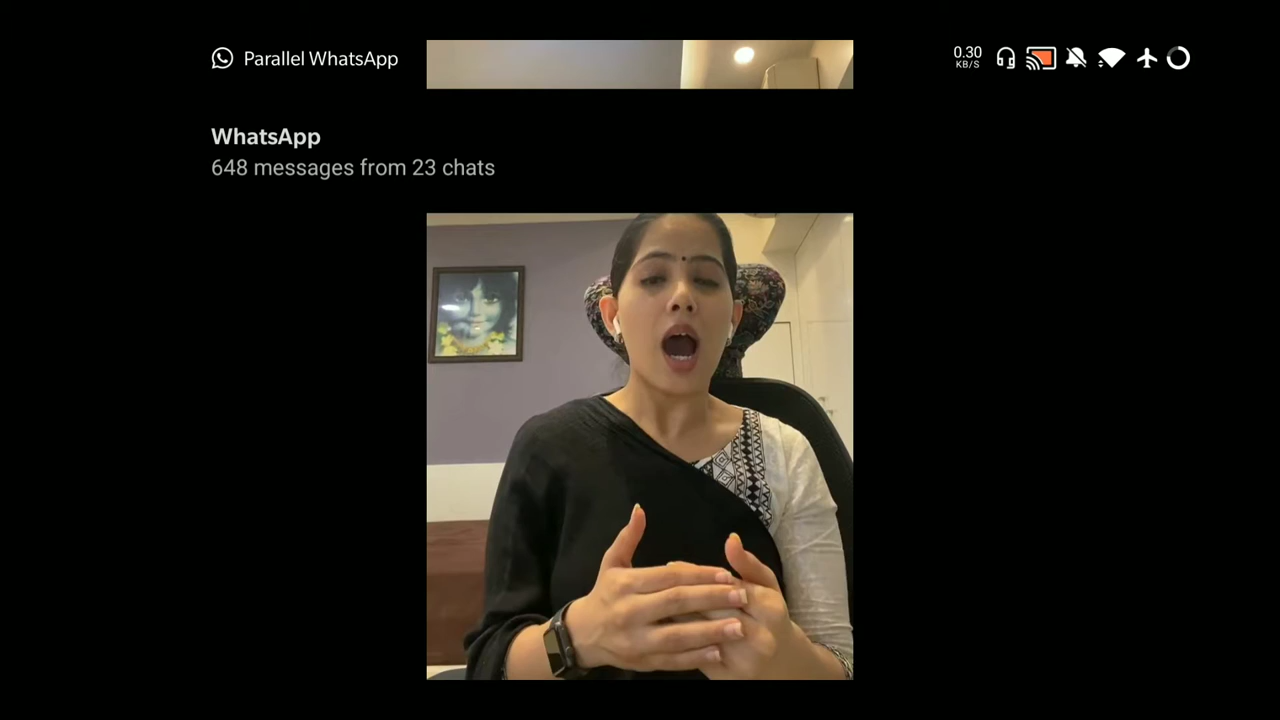 Parallel WhatsApp
0.30
KB/S
WhatsApp
648 messages from 23 chats